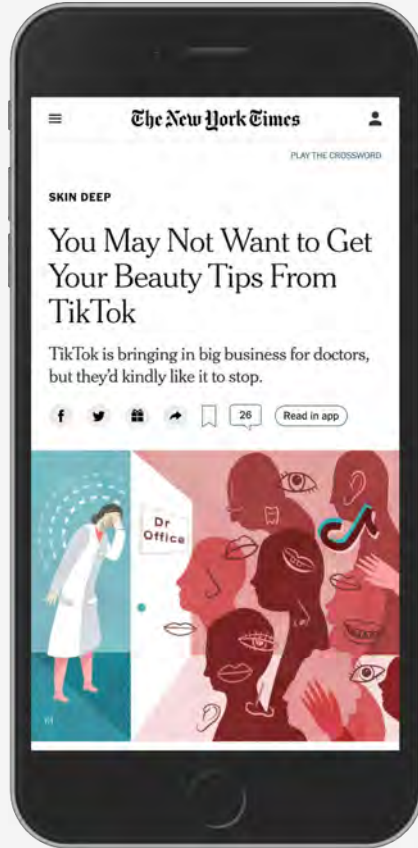 The New York Times
PLAY THE CROSSWORD
SKIN DEEP
You May Not Want to Get
Your Beauty Tips From
TikTok
TikTok is bringing in big business for doctors,
but they’d kindly like it to stop.
26
Read in app
Dr
Office